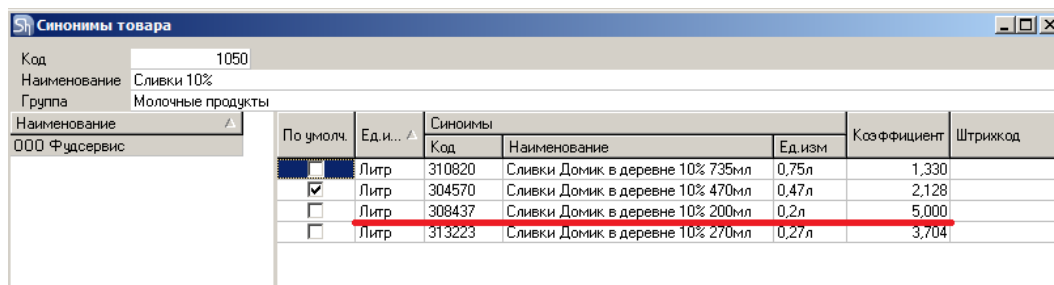 Sh Синонимы товара
Код 1050
Наименование Сливки 10%
Группа Молочные продукты
Наименование
ООО Фудсервис
По умолч. Ед.и... Синоимы Коэффициент Штрихкод
Код Наименование Ед.изм
Литр 310820 Сливки Домик в деревне 10% 735мл 0,75л 1,330
Литр 304570 Сливки Домик в деревне 10% 470мл 0,47л 2,128
Литр 308437 Сливки Домик в деревне 10% 200мл 0,2л 5,000
Литр 313223 Сливки Домик в деревне 10% 270мл 0,27л 3,704